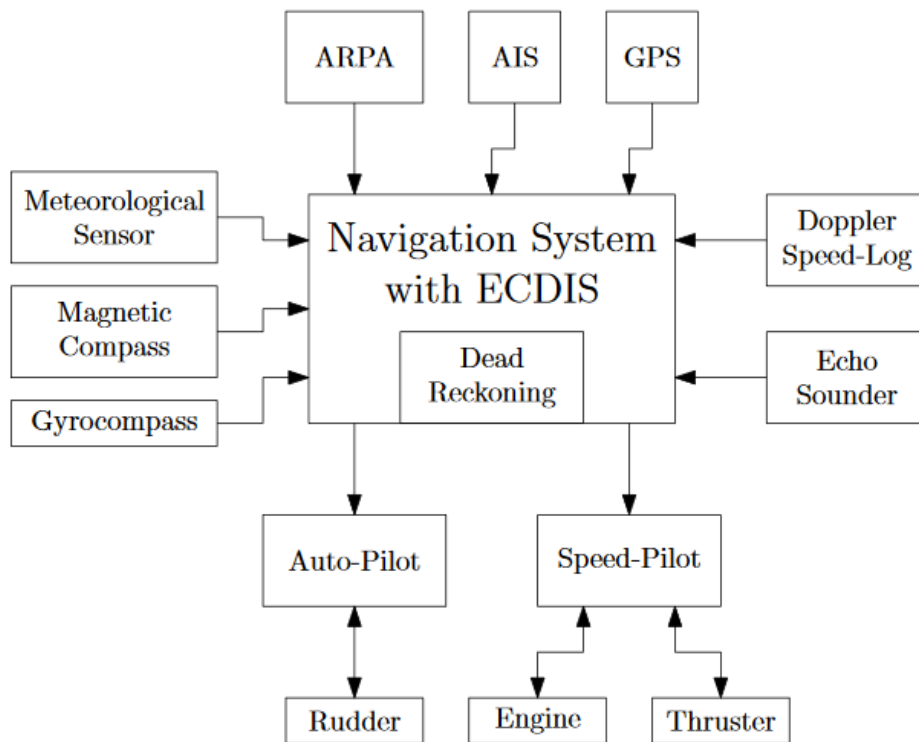 ARPA
AIS
GPS
Meteorological
Sensor
Navigation System
with ECDIS
Doppler
Speed-Log
Magnetic
Compass
Dead
Reckoning
Echo
Sounder
Gyrocompass
Auto-Pilot
Speed-Pilot
Rudder
Engine
Thruster